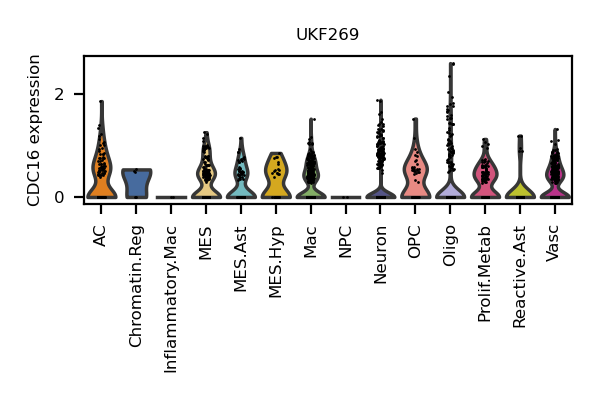 UKF269
CDC16 expression
2
0
AC
Chromatin.Reg
Inflammatory.Mac
MES
MES.Ast
MES.Hyp
Mac
NPC
Neuron
OPC
Oligo
Prolif.Metab
Reactive.Ast
Vasc